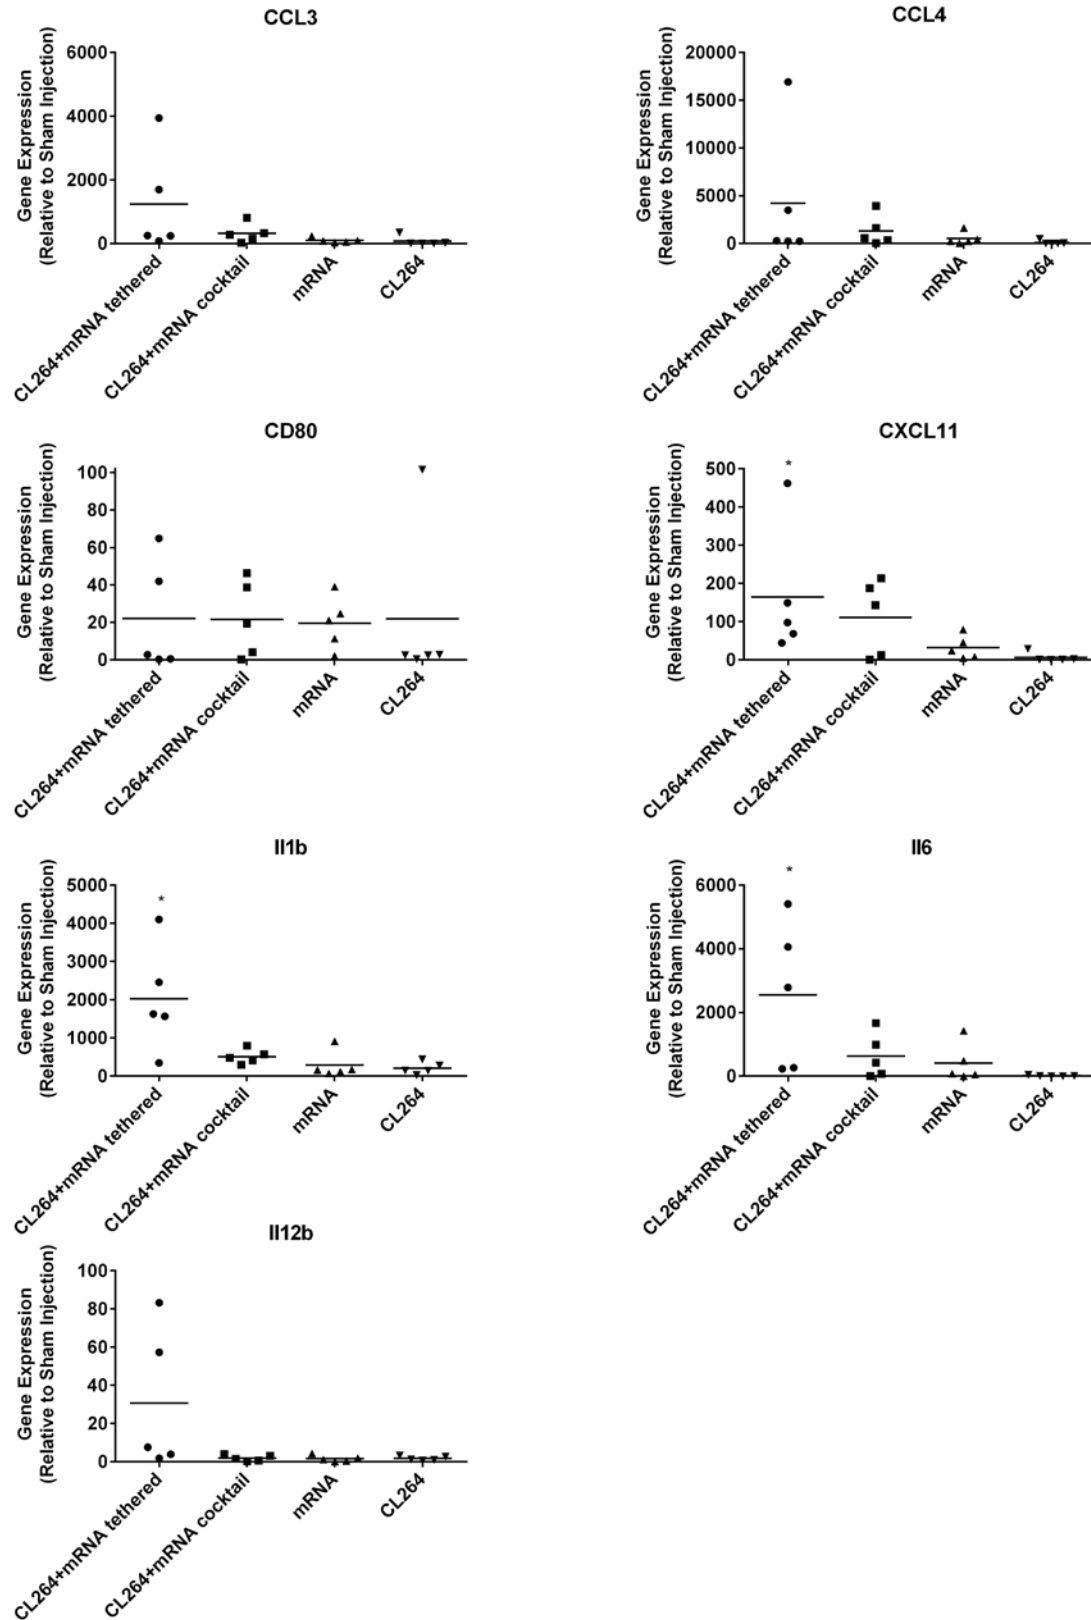 CCL3
Gene Expression
(Relative to Sham Injection)
6000
4000
2000
0
CL264+mRNA tethered
CL264+mRNA cocktail
mRNA
CL264
CCL4
Gene Expression
(Relative to Sham Injection)
20000
15000
10000
5000
0
CL264+mRNA tethered
CL264+mRNA cocktail
mRNA
CL264
CD80
Gene Expression
(Relative to Sham Injection)
100
80
60
40
20
0
CL264+mRNA tethered
CL264+mRNA cocktail
mRNA
CL264
CXCL11
Gene Expression
(Relative to Sham Injection)
500
400
300
200
100
0
*
CL264+mRNA tethered
CL264+mRNA cocktail
mRNA
CL264
Il1b
Gene Expression
(Relative to Sham Injection)
5000
4000
3000
2000
1000
0
*
CL264+mRNA tethered
CL264+mRNA cocktail
mRNA
CL264
Il6
Gene Expression
(Relative to Sham Injection)
6000
4000
2000
0
*
CL264+mRNA tethered
CL264+mRNA cocktail
mRNA
CL264
Il12b
Gene Expression
(Relative to Sham Injection)
100
80
60
40
20
0
CL264+mRNA tethered
CL264+mRNA cocktail
mRNA
CL264